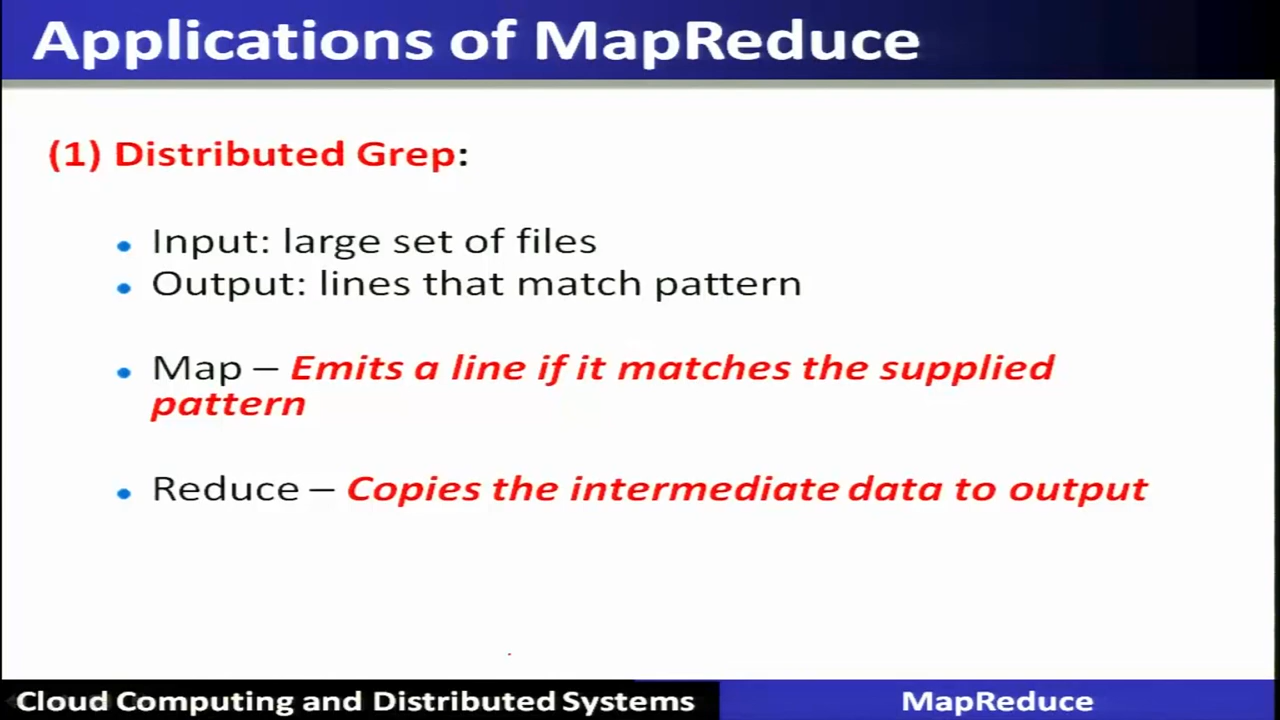 Applications of MapReduce
(1) Distributed Grep:
• Input: large set of files
• Output: lines that match pattern
• Map – Emits a line if it matches the supplied
pattern
• Reduce – Copies the intermediate data to output
Cloud Computing and Distributed Systems
MapReduce